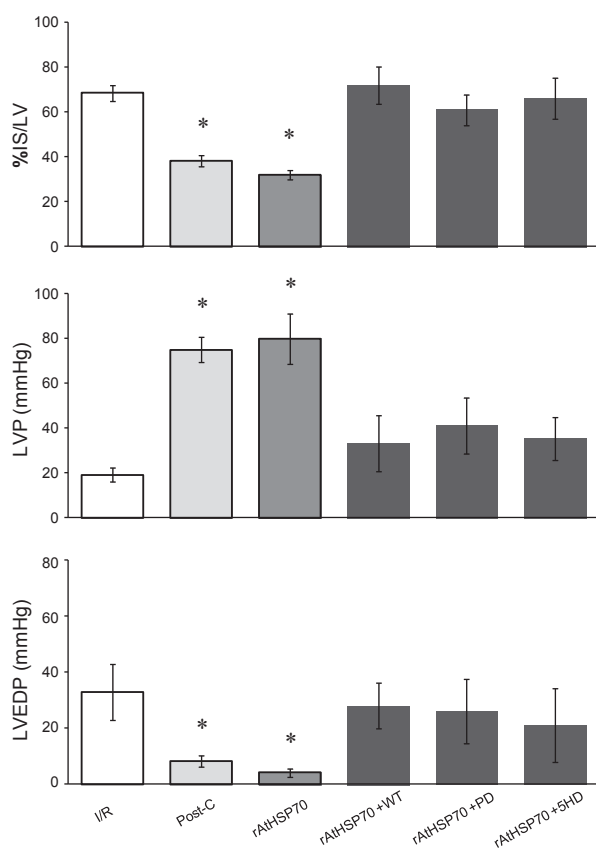 %IS/LV
100
80
60
40
20
0
*
*
LVP (mmHg)
100
80
60
40
20
0
*
*
LVEDP (mmHg)
80
60
40
20
0
*
*
I/R
Post-C
rAtHSP70
rAtHSP70 +WT
rAtHSP70 +PD
rAtHSP70 +5HD